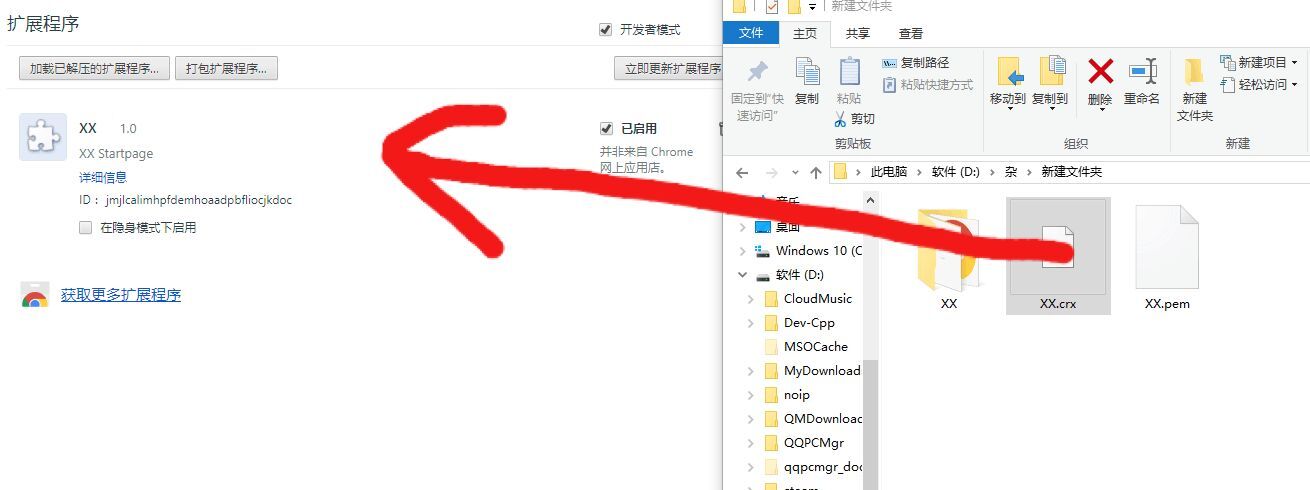 扩展程序
开发者模式
加载已解压的扩展程序...
打包扩展程序...
立即更新扩展程序
XX 1.0
已启用
XX Startpage
并非来自 Chrome
网上应用店。
详细信息
ID： jmjlcalimhpfdemhoaadpbfliocjkdoc
在隐身模式下启用
获取更多扩展程序
新建文件夹
文件
主页
共享
查看
固定到“快
速访问”
复制
粘贴
复制路径
粘贴快捷方式
剪切
移动到
复制到
删除
重命名
新建
文件夹
新建项目
轻松访问
剪贴板
组织
新建
此电脑
软件 (D:)
杂
新建文件夹
音乐
桌面
Windows 10 (C
软件 (D:)
CloudMusic
Dev-Cpp
MSOCache
MyDownload
noip
QMDownload
QQPCMgr
qqpcmgr_doc
XX
XX.crx
XX.pem